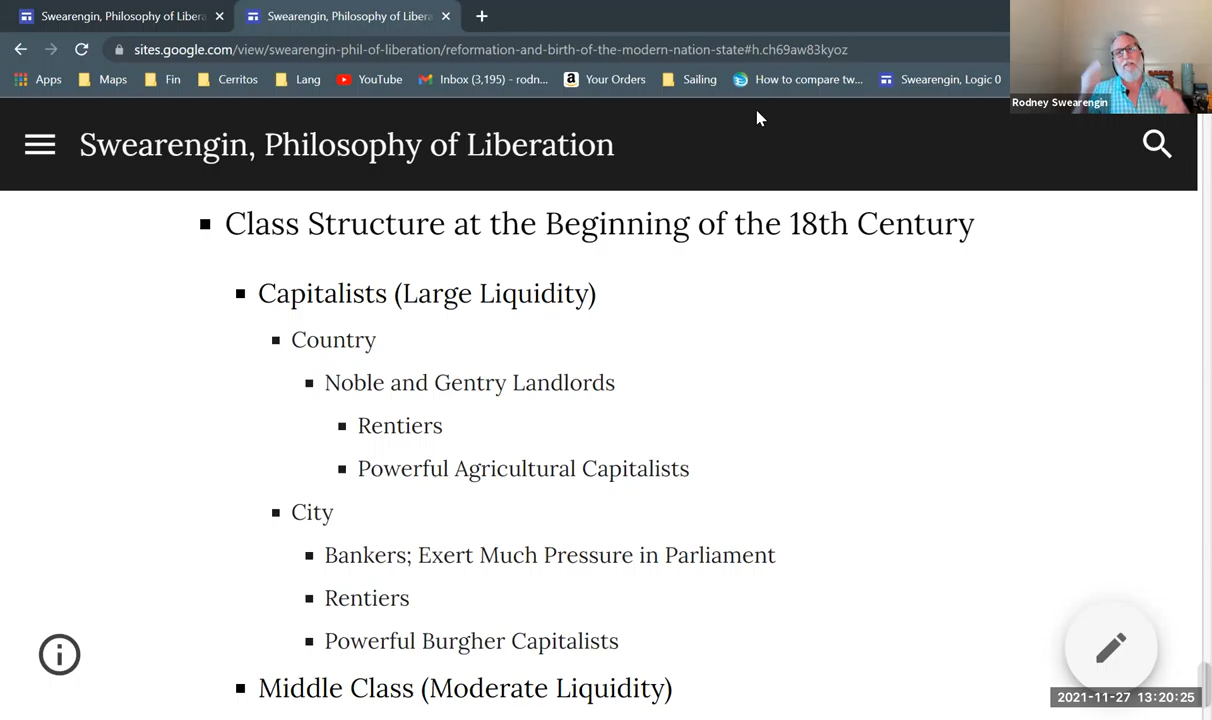 Swearengin, Philosophy of Libera
Swearengin, Philosophy of Libera
sites.google.com/view/swearengin-phil-of-liberation/reformation-and-birth-of-the-modern-nation-state#h.ch69aw83kyoz
Apps Maps Fin Cerritos Lang YouTube Inbox (3,195) - rodn... Your Orders Sailing How to compare tw... Swearengin, Logic 0
Rodney Swearengin
Swearengin, Philosophy of Liberation
Class Structure at the Beginning of the 18th Century
Capitalists (Large Liquidity)
Country
Noble and Gentry Landlords
Rentiers
Powerful Agricultural Capitalists
City
Bankers; Exert Much Pressure in Parliament
Rentiers
Powerful Burgher Capitalists
Middle Class (Moderate Liquidity)
2021-11-27 13:20:25